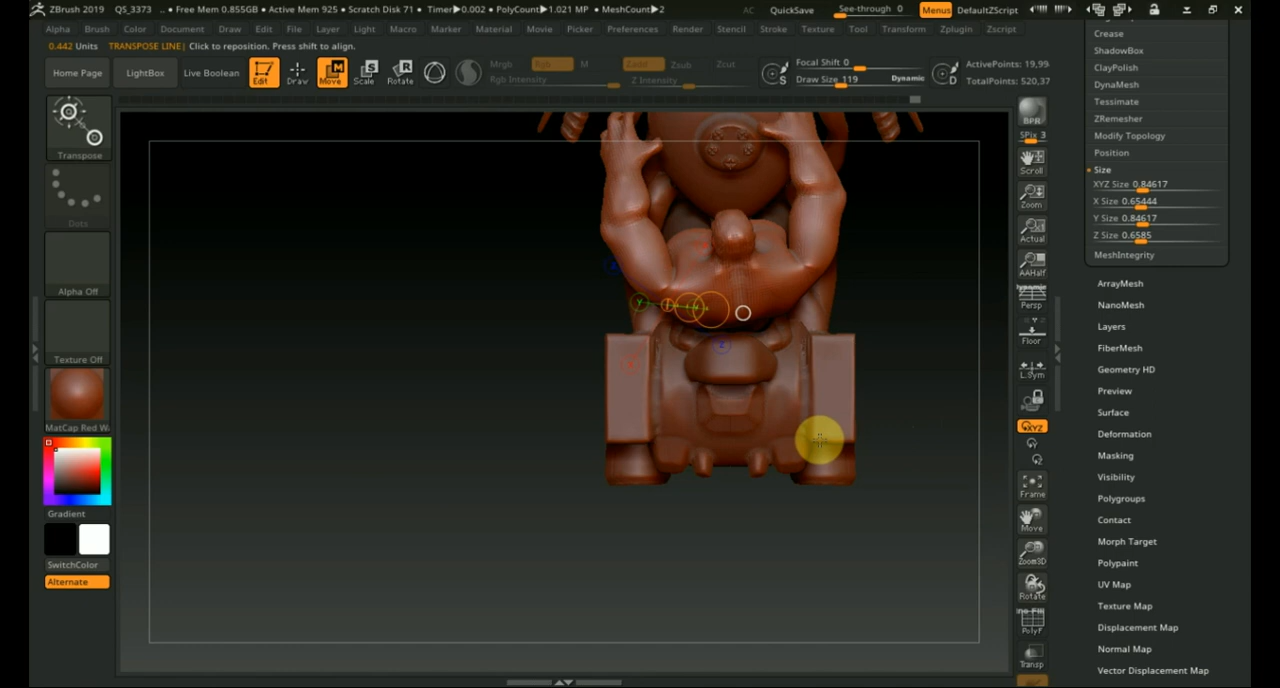 ZBrush 2019 QS_3373 .. • Free Mem 0.855GB • Active Mem 925 • Scratch Disk 71 • Timer▶0.002 • PolyCount▶1.021 MP • MeshCount▶2 AC QuickSave See-through 0 Menus DefaultZScript
Alpha Brush Color Document Draw Edit File Layer Light Macro Marker Material Movie Picker Preferences Render Stencil Stroke Texture Tool Transform Zplugin Zscript
0.442 Units TRANSPOSE LINE| Click to reposition. Press shift to align.
Home Page LightBox Live Boolean Edit Draw Move Scale Rotate
Mrgb Rgb M Zadd Zsub Zcut
Rgb Intensity Z Intensity
S Focal Shift 0
Draw Size 119 Dynamic
D ActivePoints: 19,99
TotalPoints: 520,37
Transpose
Dots
Alpha Off
Texture Off
MatCap Red W
Gradient
SwitchColor
Alternate
BPR
SPix 3
Scroll
Zoom
Actual
AAHalf
Dynamic
Persp
Floor
L.Sym
XYZ
Frame
Move
Zoom3D
Rotate
PolyF
Transp
Crease
ShadowBox
ClayPolish
DynaMesh
Tessimate
ZRemesher
Modify Topology
Position
Size
XYZ Size 0.84617
X Size 0.65444
Y Size 0.84617
Z Size 0.6585
MeshIntegrity
ArrayMesh
NanoMesh
Layers
FiberMesh
Geometry HD
Preview
Surface
Deformation
Masking
Visibility
Polygroups
Contact
Morph Target
Polypaint
UV Map
Texture Map
Displacement Map
Normal Map
Vector Displacement Map